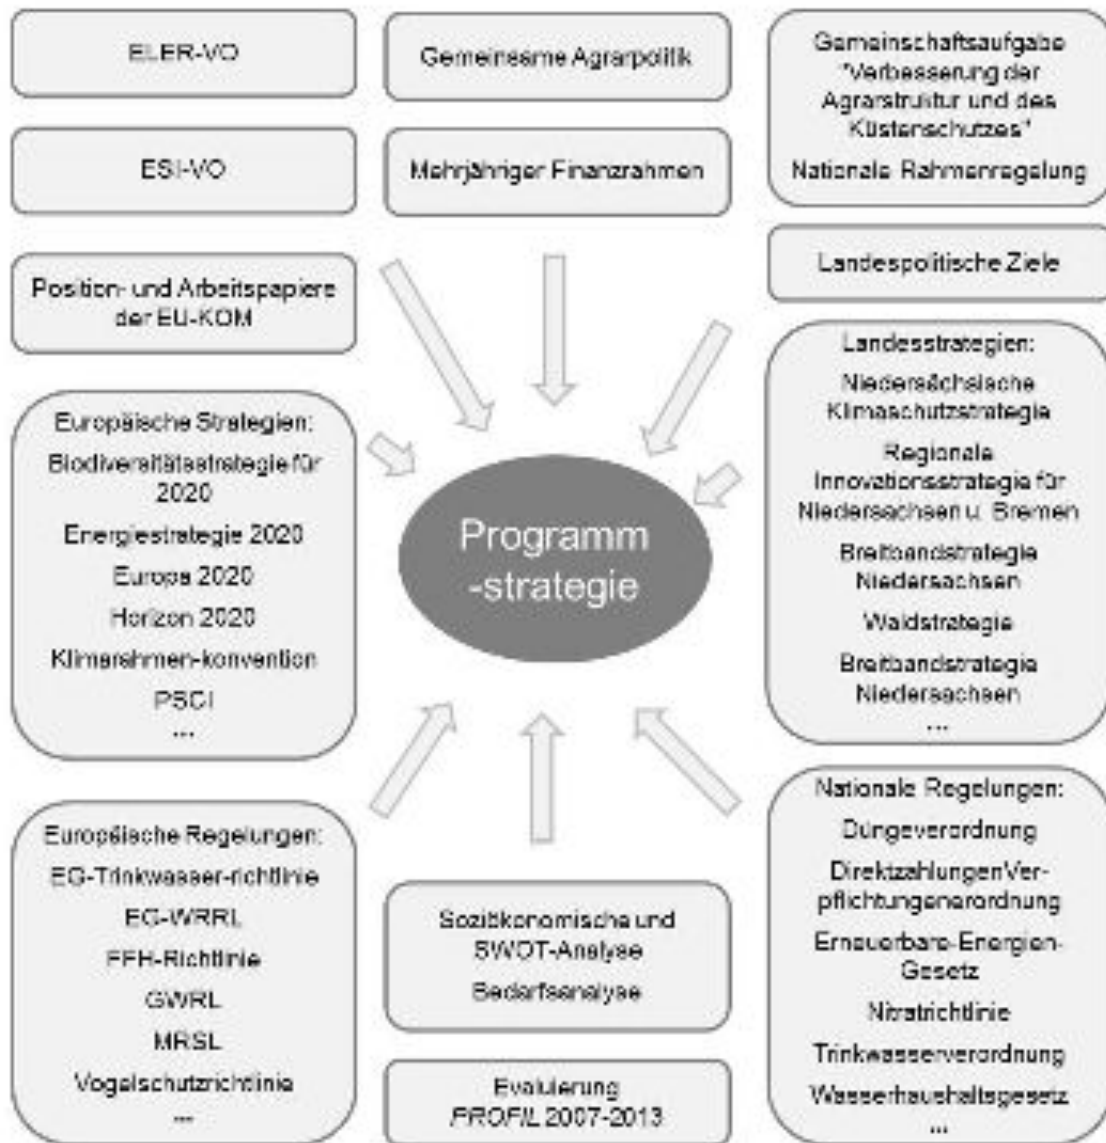 ELER-VO
ESI-VO
Position- und Arbeitspapiere
der EU-KOM
Europäische Strategien:
Biodiversitätsstrategie für
2020
Energiestrategie 2020
Europa 2020
Horizon 2020
Klimarahmen-konvention
PSCI
...
Europäische Regelungen:
EG-Trinkwasser-richtlinie
EG-WRRL
FFH-Richtlinie
GWRL
MRSL
Vogelschutzrichtlinie
...
Gemeinsame Agrarpolitik
Mehrjähriger Finanzrahmen
Programm
-strategie
Soziökonomische und
SWOT-Analyse
Bedarfsanalyse
Evaluierung
PROFIL 2007-2013
Gemeinschaftsaufgabe
"Verbesserung der
Agrarstruktur und des
Küstenschutzes"
Nationale Rahmenregelung
Landespolitische Ziele
Landesstrategien:
Niedersächsische
Klimaschutzstrategie
Regionale
Innovationsstrategie für
Niedersachsen u. Bremen
Breitbandstrategie
Niedersachsen
Waldstrategie
Breitbandstrategie
Niedersachsen
...
Nationale Regelungen:
Düngeverordnung
DirektzahlungenVer-
pflichtungenerordnung
Erneuerbare-Energien-
Gesetz
Nitratrichtlinie
Trinkwasserverordnung
Wasserhaushaltsgesetz
...